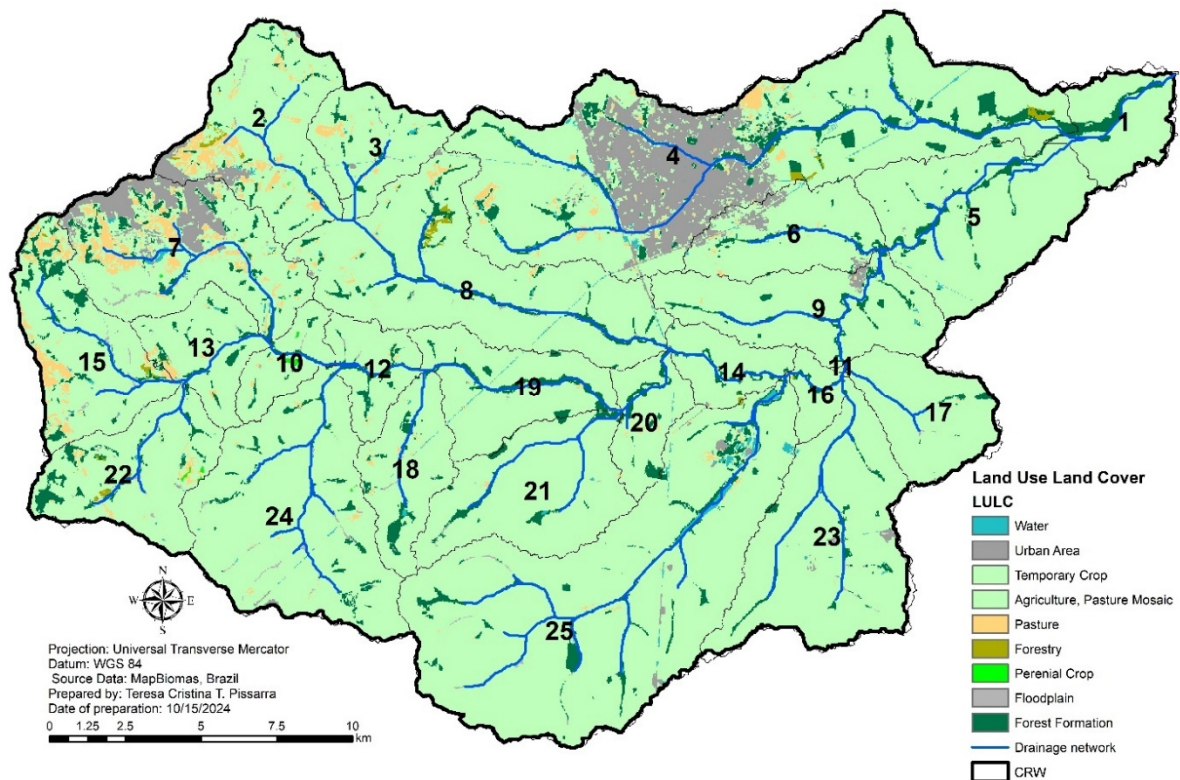 1
2
3
4
5
6
7
8
9
10
11
12
13
14
15
16
17
18
19
20
21
22
23
24
25
N
W E
S
Projection: Universal Transverse Mercator
Datum: WGS 84
Source Data: MapBiomas, Brazil
Prepared by: Teresa Cristina T. Pissarra
Date of preparation: 10/15/2024
0 1.25 2.5 5 7.5 10
km
Land Use Land Cover
LULC
Water
Urban Area
Temporary Crop
Agriculture, Pasture Mosaic
Pasture
Forestry
Perenial Crop
Floodplain
Forest Formation
Drainage network
CRW